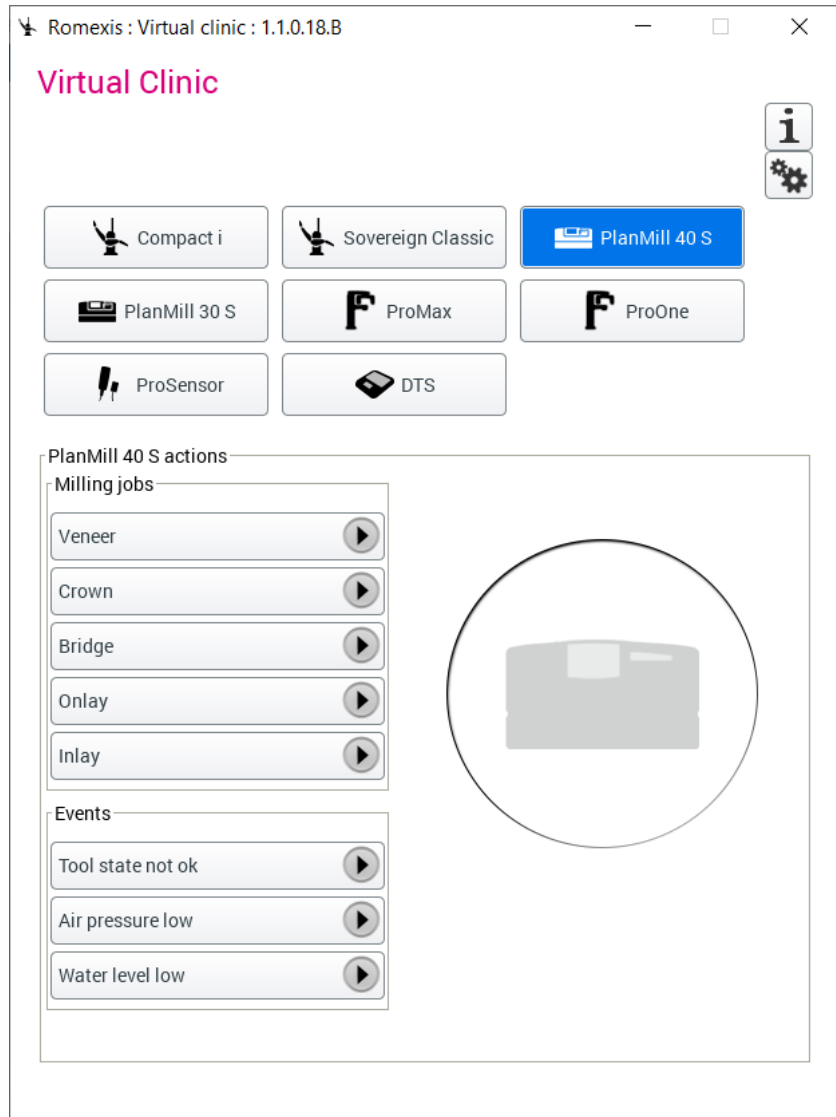 Romexis : Virtual clinic : 1.1.0.18.B
Virtual Clinic
i
Compact i
Sovereign Classic
PlanMill 40 S
PlanMill 30 S
ProMax
ProOne
ProSensor
DTS
PlanMill 40 S actions
Milling jobs
Veneer
Crown
Bridge
Onlay
Inlay
Events
Tool state not ok
Air pressure low
Water level low